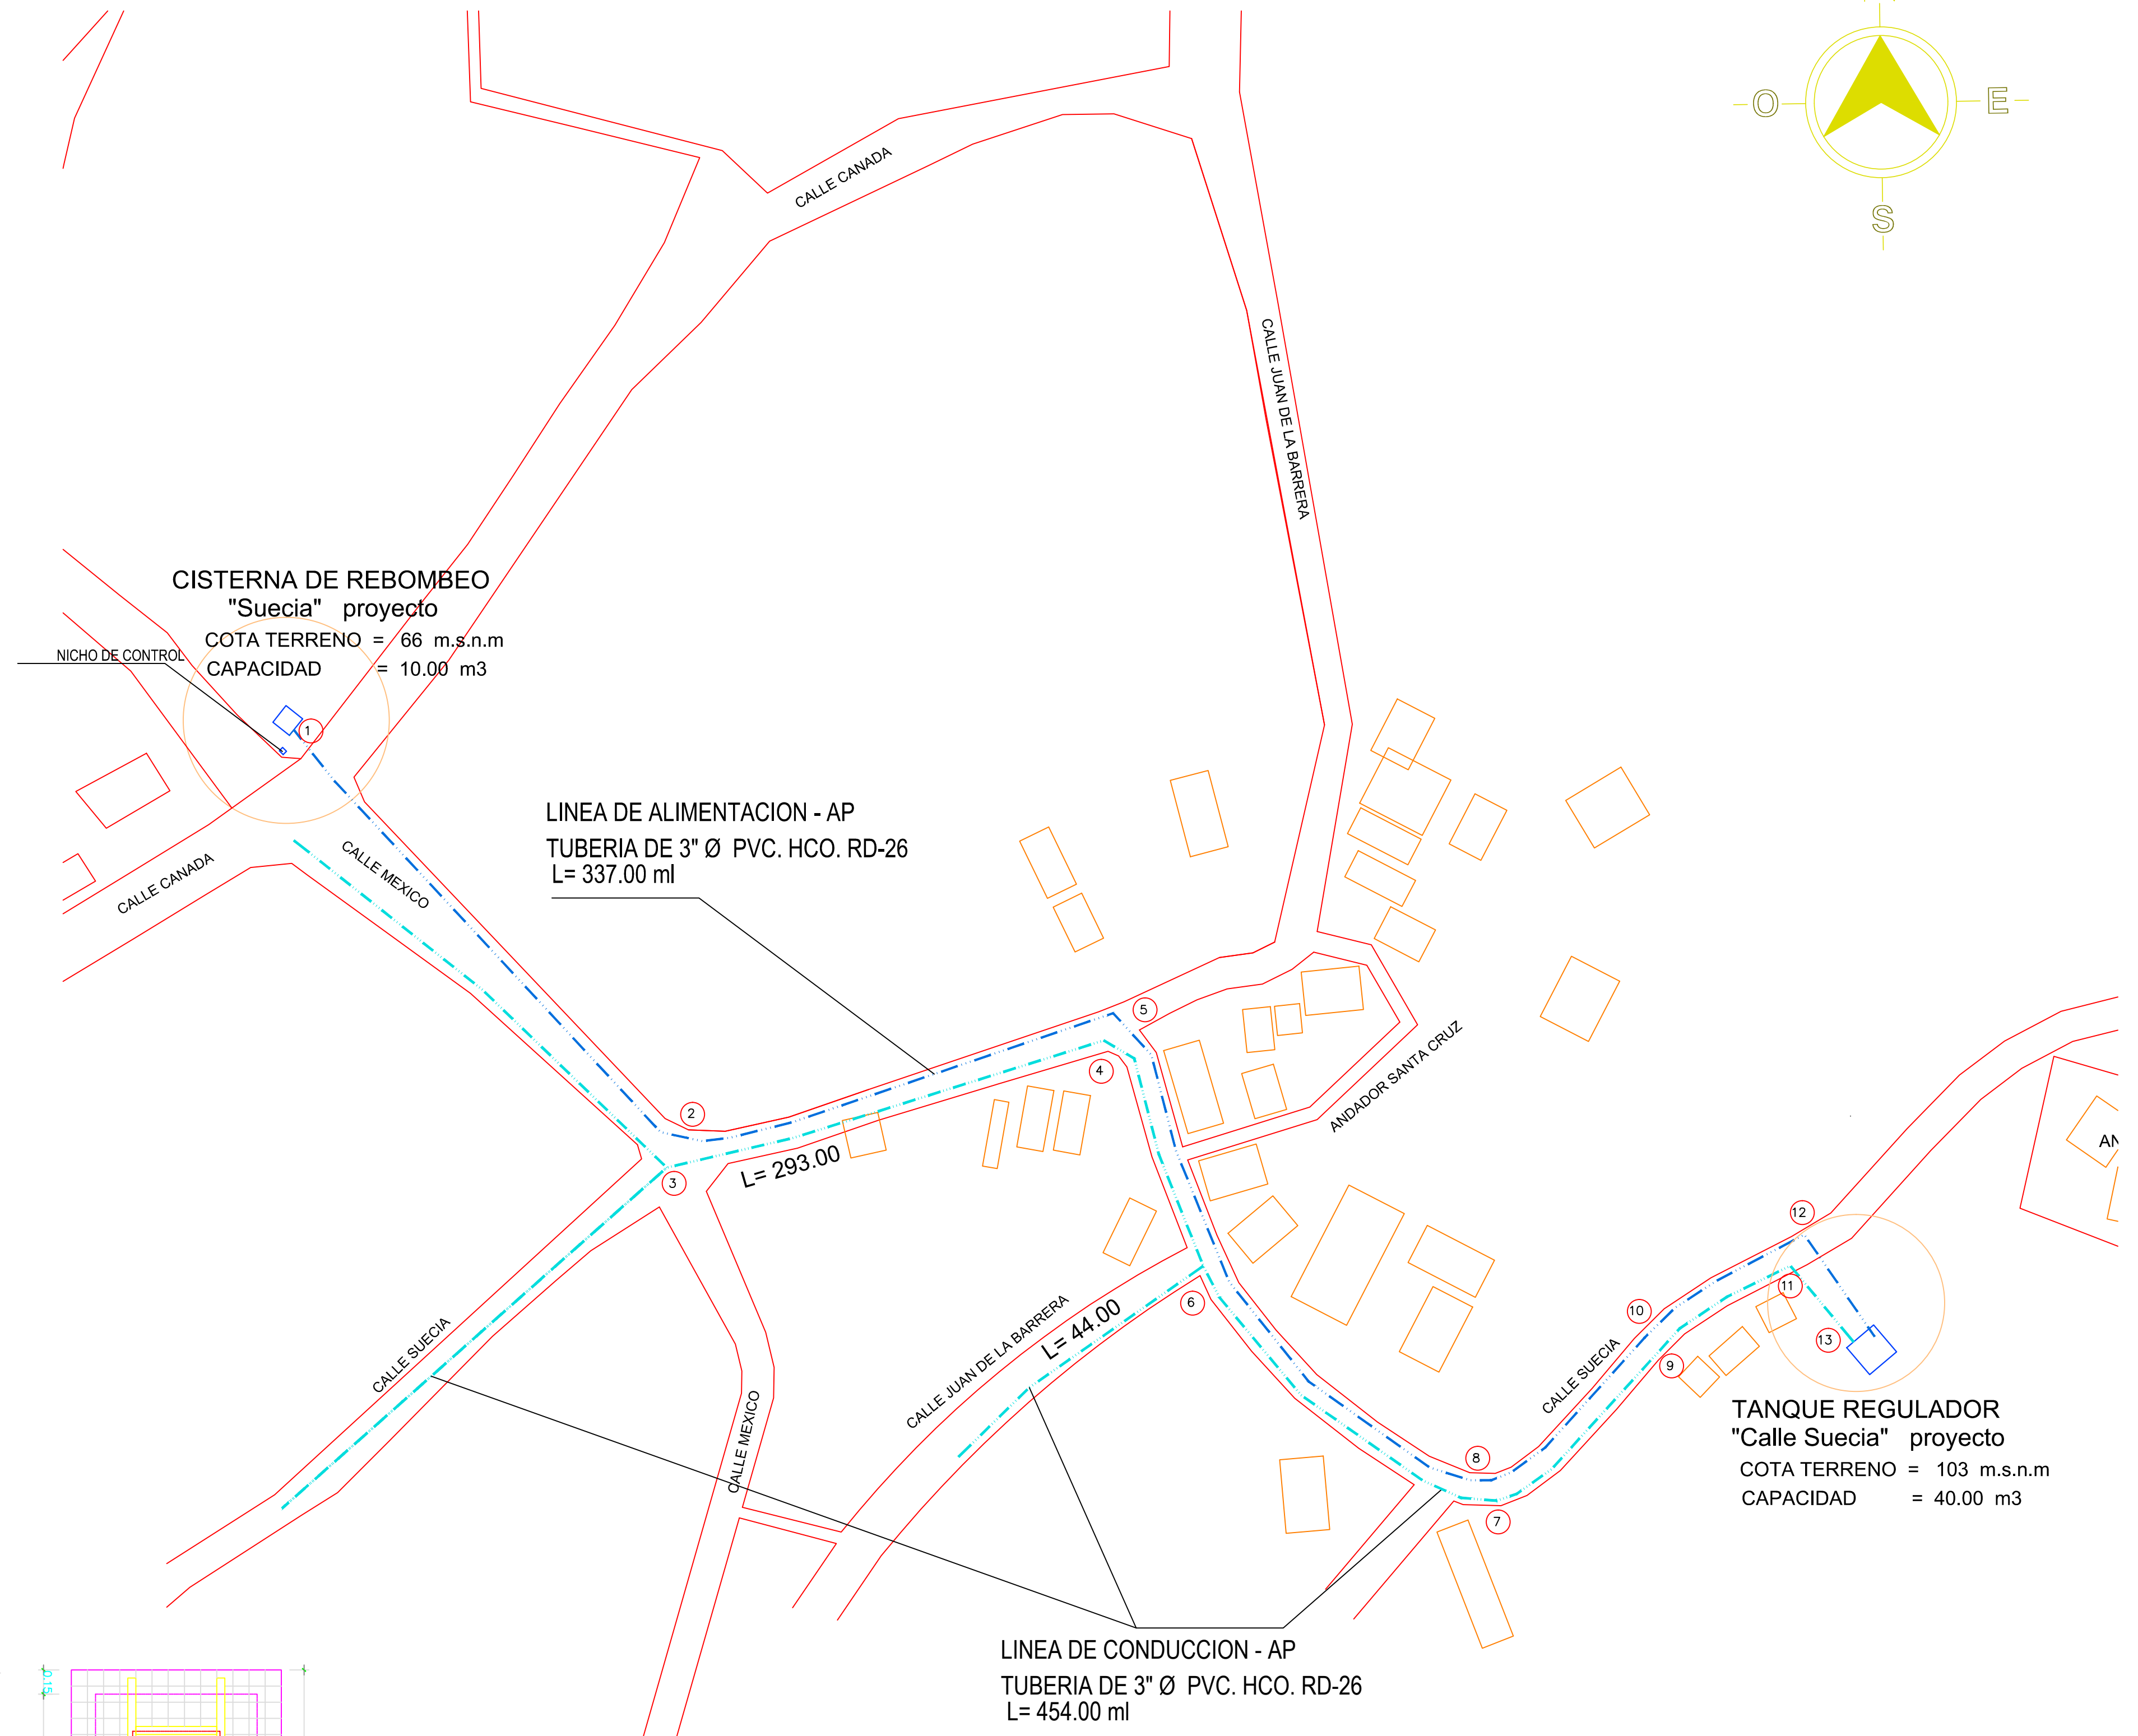 O
E
S
CALLE CANADA
CALLE JUAN DE LA BARRERA
CISTERNA DE REBOMBEO
"Suecia" proyecto
COTA TERRENO = 66 m.s.n.m
CAPACIDAD = 10.00 m3
NICHO DE CONTROL
1
LINEA DE ALIMENTACION - AP
TUBERIA DE 3" Ø PVC. HCO. RD-26
L= 337.00 ml
CALLE MEXICO
CALLE CANADA
5
4
2
3
L= 293.00
ANDADOR SANTA CRUZ
AN
12
11
13
10
9
6
CALLE JUAN DE LA BARRERA
L= 44.00
CALLE SUECIA
CALLE SUECIA
CALLE MEXICO
8
7
TANQUE REGULADOR
"Calle Suecia" proyecto
COTA TERRENO = 103 m.s.n.m
CAPACIDAD = 40.00 m3
LINEA DE CONDUCCION - AP
TUBERIA DE 3" Ø PVC. HCO. RD-26
L= 454.00 ml
0.15